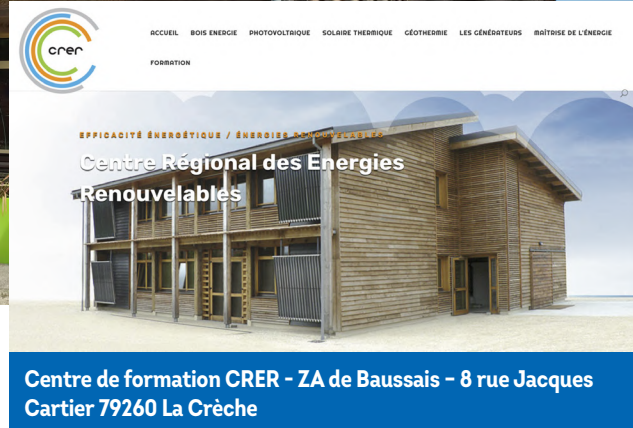 crer
ACCUEIL BOIS ENERGIE PHOTOVOLTAIQUE SOLAIRE THERMIQUE GÉOTHERMIE LES GÉNÉRATEURS MAÎTRISE DE L'ÉNERGIE
FORMATION
EFFICACITÉ ÉNERGÉTIQUE / ÉNERGIES RENOUVELABLES
Centre Régional des Energies
Renouvelables
Centre de formation CRER - ZA de Baussais – 8 rue Jacques
Cartier 79260 La Crèche